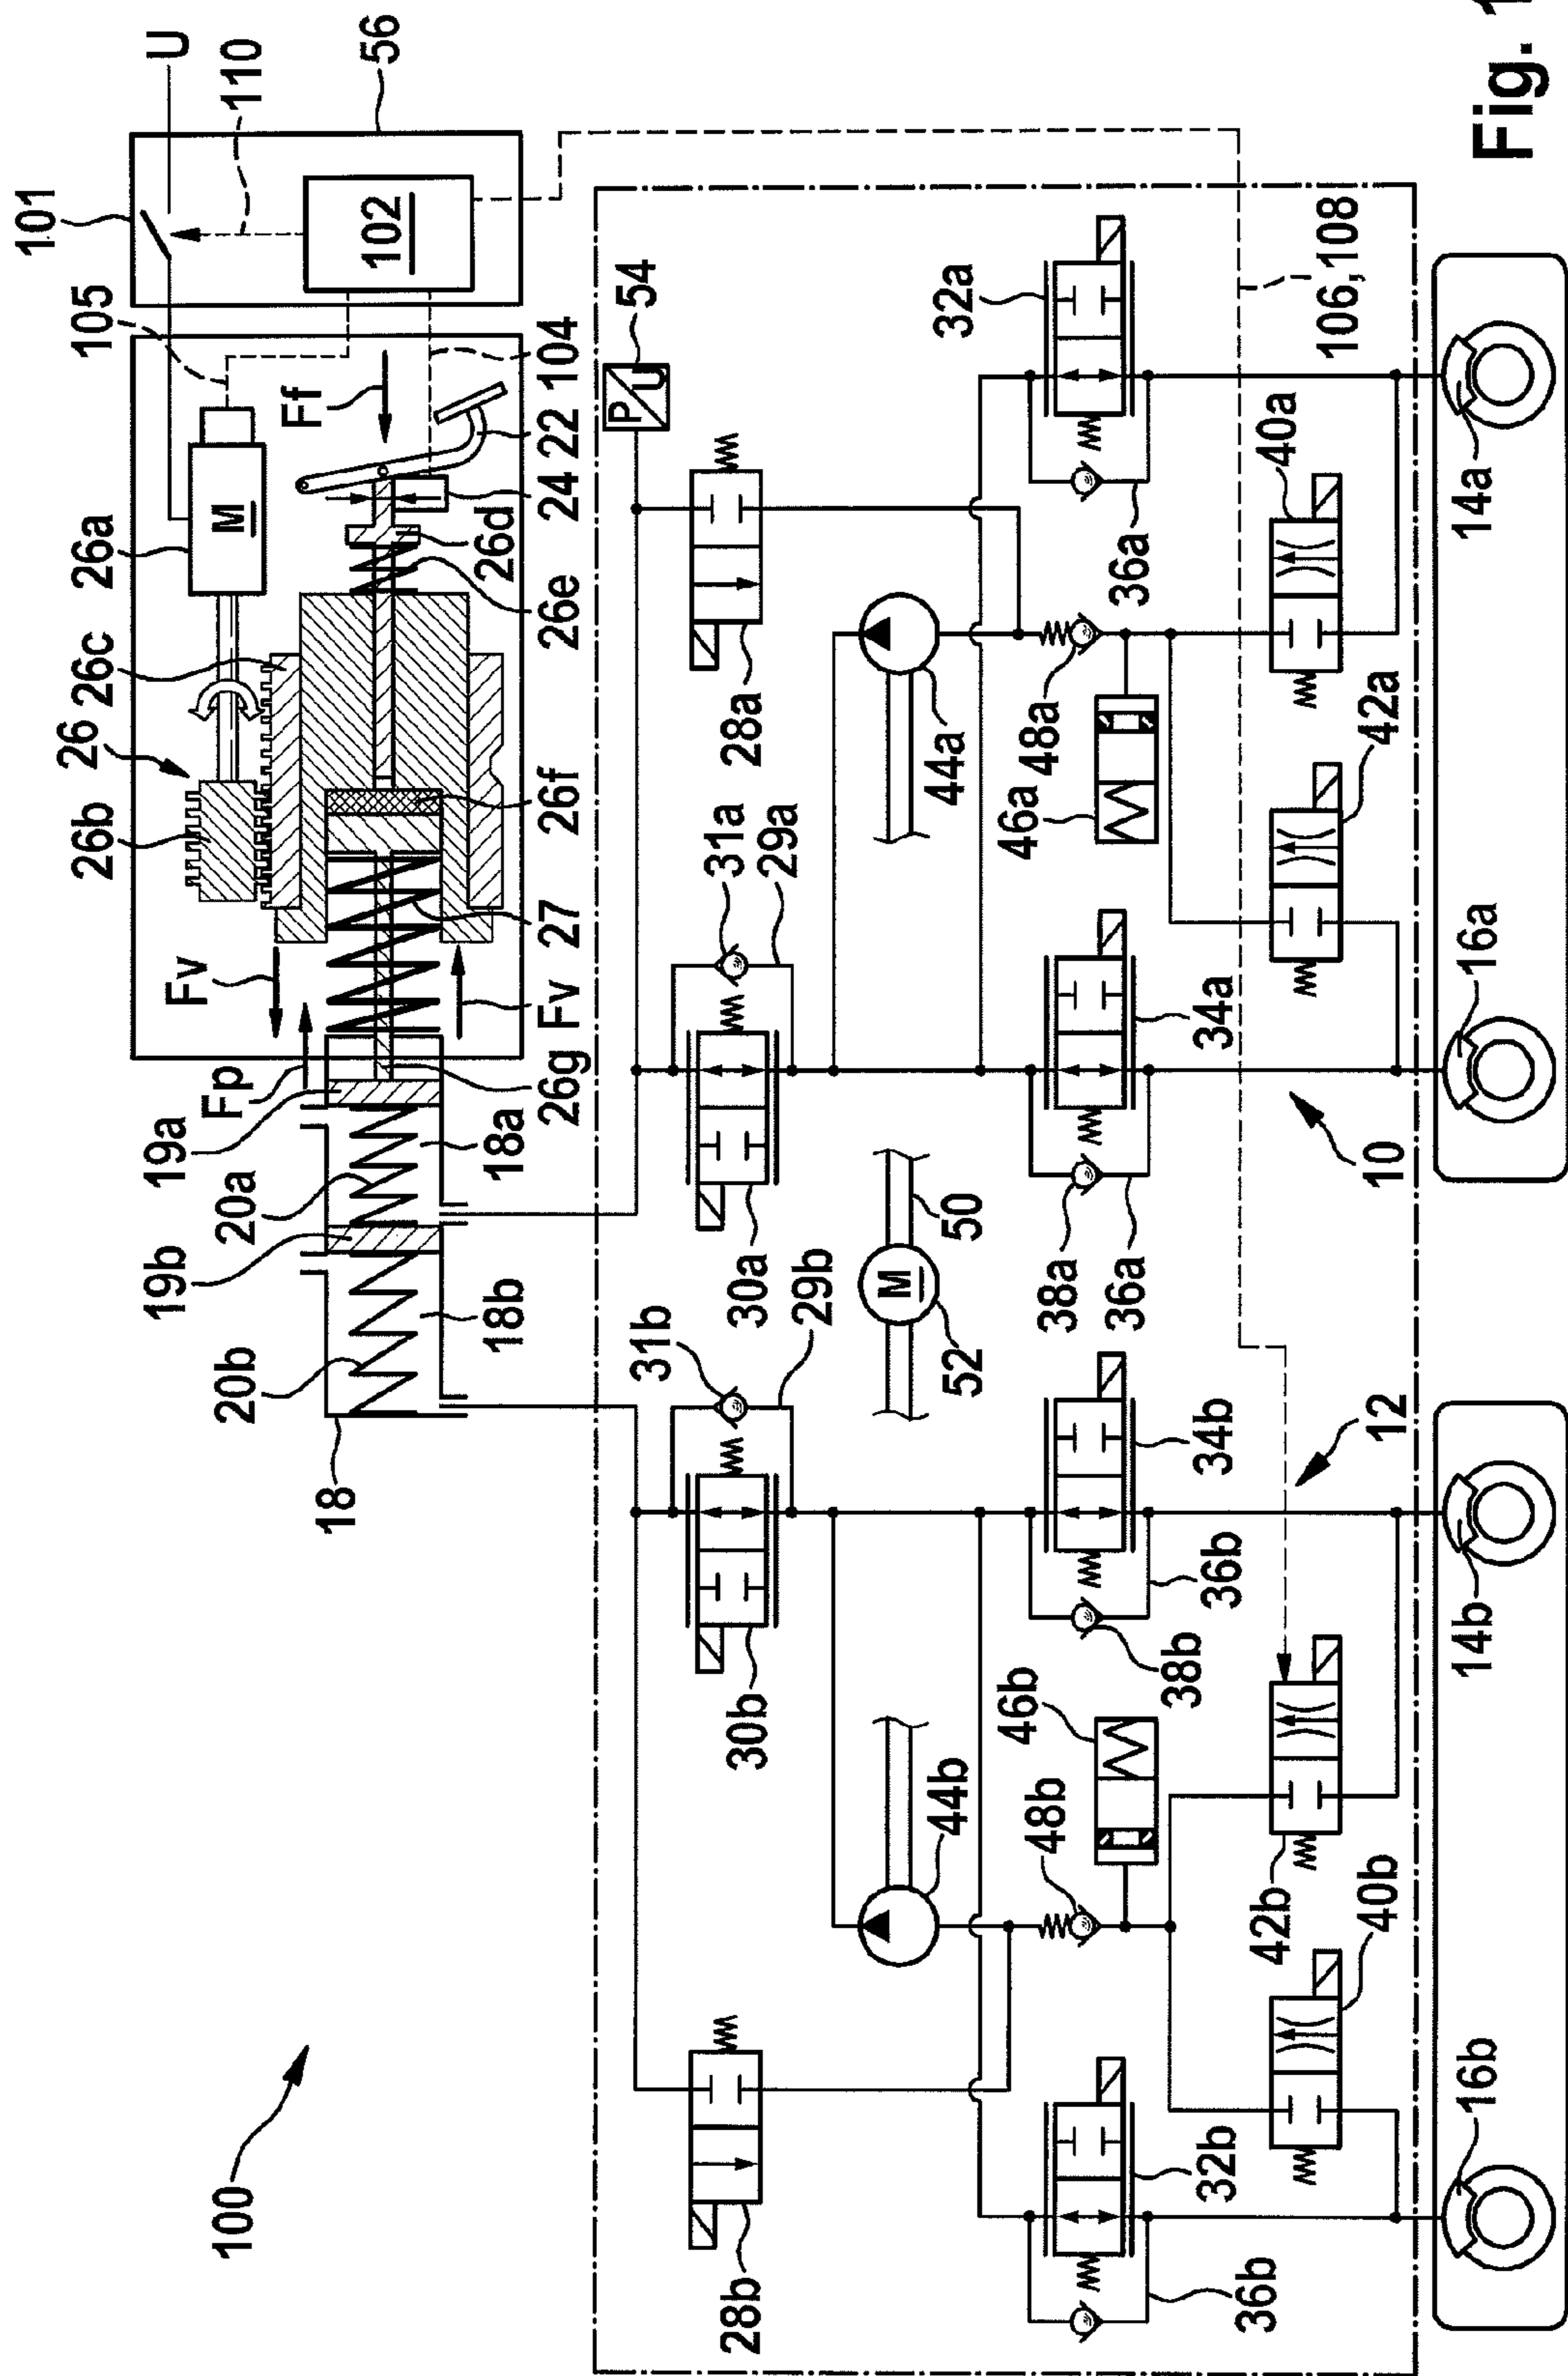 100
18
20b
19b
20a
19a
Fp
Fv
26b
26
26c
26a
105
101
U
110
56
102
M
Ff
18b
18a
26g
Fv
27
26f
26e
26d
24
22
104
54
P
U
28b
30b
31b
29b
30a
31a
29a
28a
44b
52
M
50
44a
32a
36b
32b
48b
46b
38b
36b
34b
38a
36a
34a
46a
48a
36a
106,108
40b
42b
12
10
42a
40a
16b
14b
16a
14a
Fig. 1